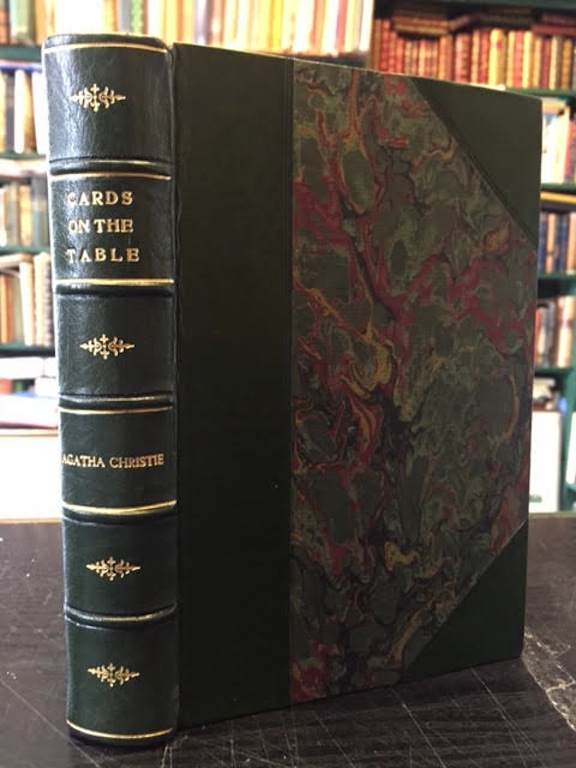 CARDS
ON THE
TABLE
AGATHA CHRISTIE